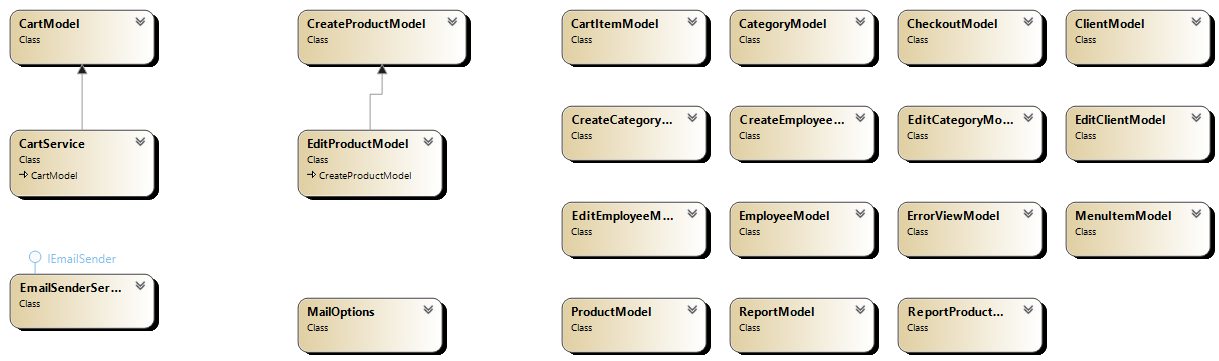 CartModel
Class
CreateProductModel
Class
CartItemModel
Class
CategoryModel
Class
CheckoutModel
Class
ClientModel
Class
CartService
Class
CartModel
EditProductModel
Class
CreateProductModel
CreateCategory...
Class
CreateEmployee...
Class
EditCategoryMo...
Class
EditClientModel
Class
EditEmployeeM...
Class
EmployeeModel
Class
ErrorViewModel
Class
MenuItemModel
Class
IEmailSender
EmailSenderSer...
Class
MailOptions
Class
ProductModel
Class
ReportModel
Class
ReportProduct...
Class